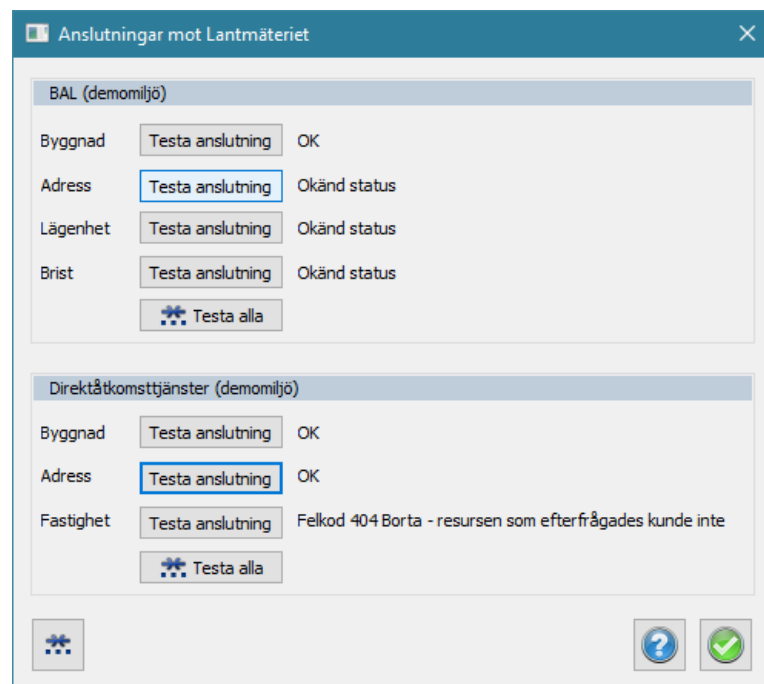 Anslutningar mot Lantmäteriet
BAL (demomiljö)
Byggnad Testa anslutning OK
Adress Testa anslutning Okänd status
Lägenhet Testa anslutning Okänd status
Brist Testa anslutning Okänd status
Testa alla
Direktåtkomsttjänster (demomiljö)
Byggnad Testa anslutning OK
Adress Testa anslutning OK
Fastighet Testa anslutning Felkod 404 Borta - resursen som efterfrågades kunde inte
Testa alla